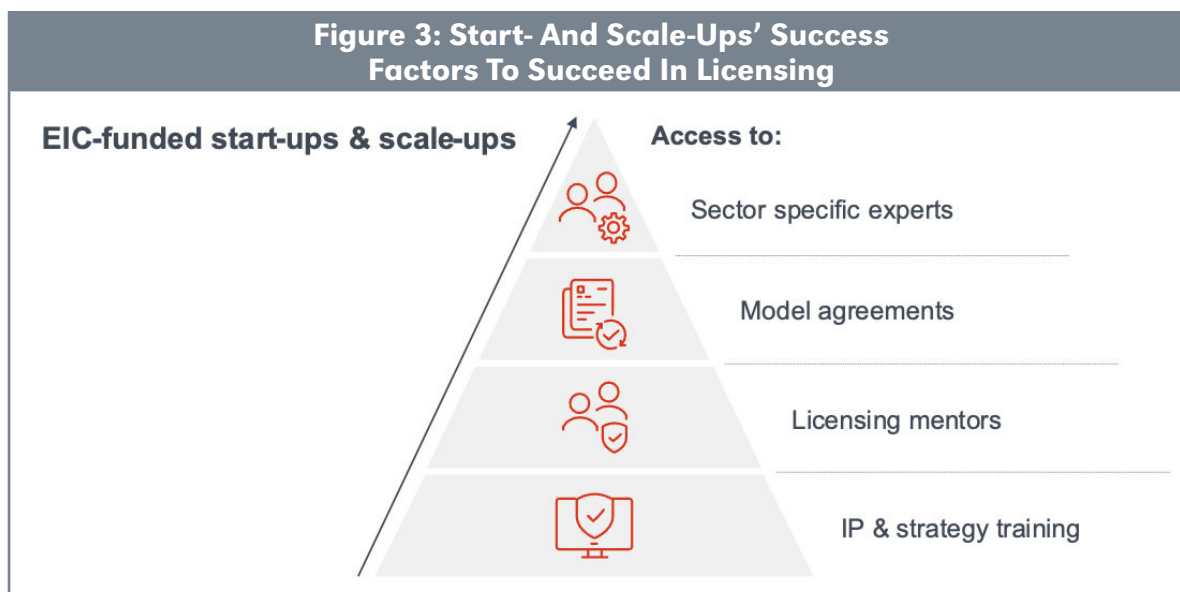 Figure 3: Start- And Scale-Ups’ Success
Factors To Succeed In Licensing
EIC-funded start-ups & scale-ups
Access to:
Sector specific experts
Model agreements
Licensing mentors
IP & strategy training